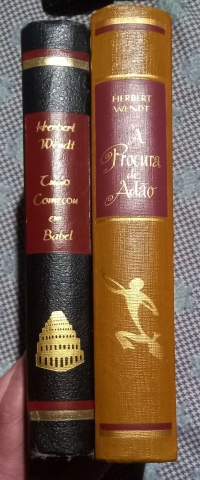 Herbert
Wendt
Tudo
Começou
em
Babel
HERBERT
WENDT
À
Procura
de
Adão